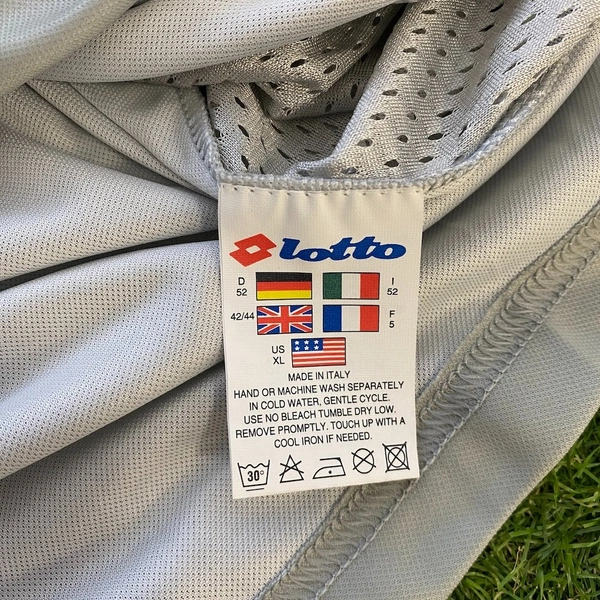 lotto
D I
52 52
42/44 F
5
US
XL
MADE IN ITALY
HAND OR MACHINE WASH SEPARATELY
IN COLD WATER, GENTLE CYCLE.
USE NO BLEACH TUMBLE DRY LOW.
REMOVE PROMPTLY. TOUCH UP WITH A
COOL IRON IF NEEDED.
30°